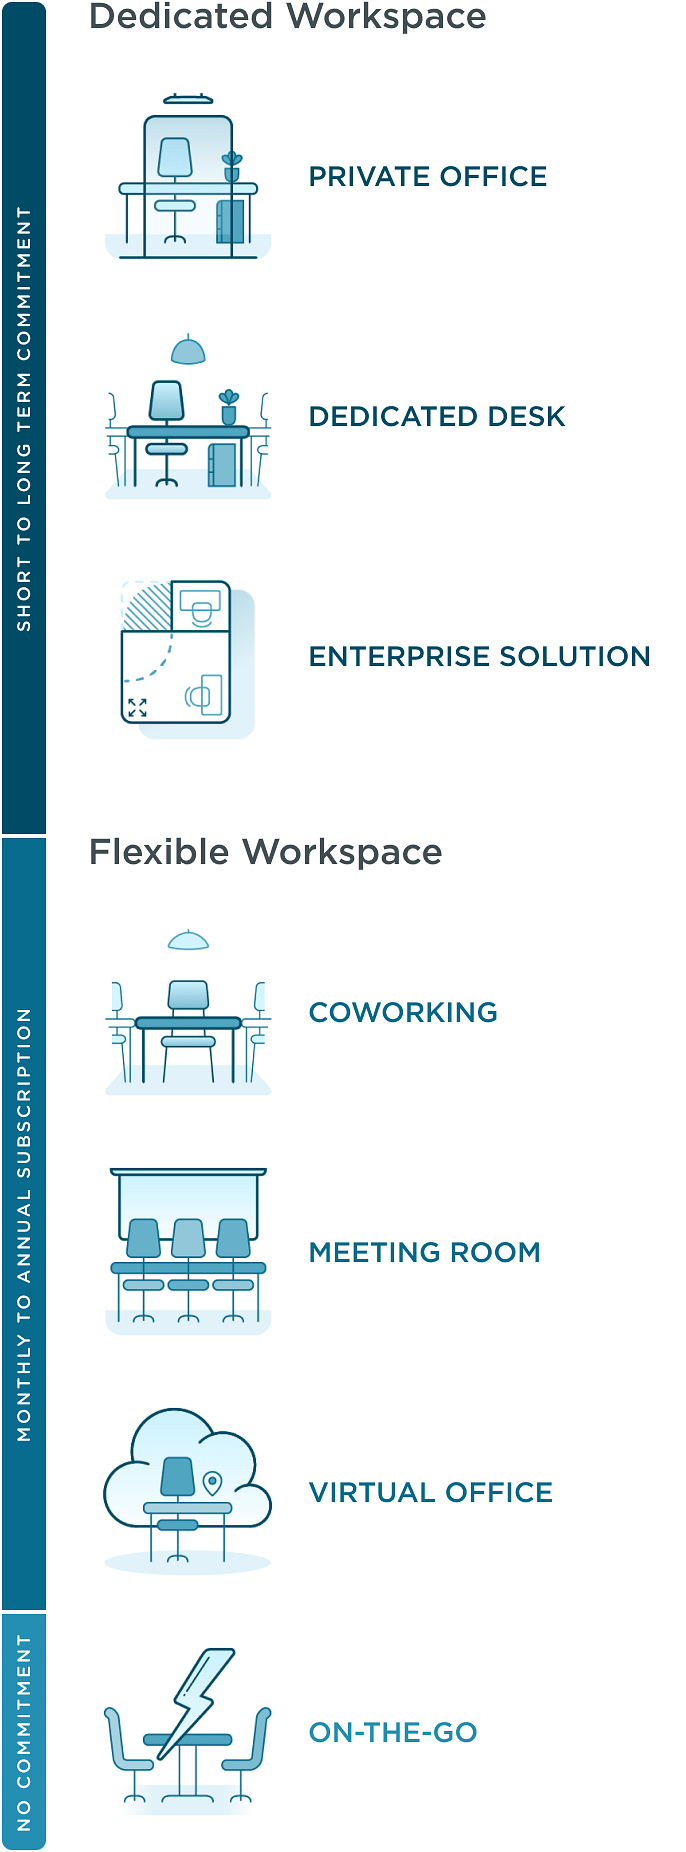 Dedicated Workspace
SHORT TO LONG TERM COMMITMENT
PRIVATE OFFICE
DEDICATED DESK
ENTERPRISE SOLUTION
Flexible Workspace
MONTHLY TO ANNUAL SUBSCRIPTION
COWORKING
MEETING ROOM
VIRTUAL OFFICE
NO COMMITMENT
ON-THE-GO